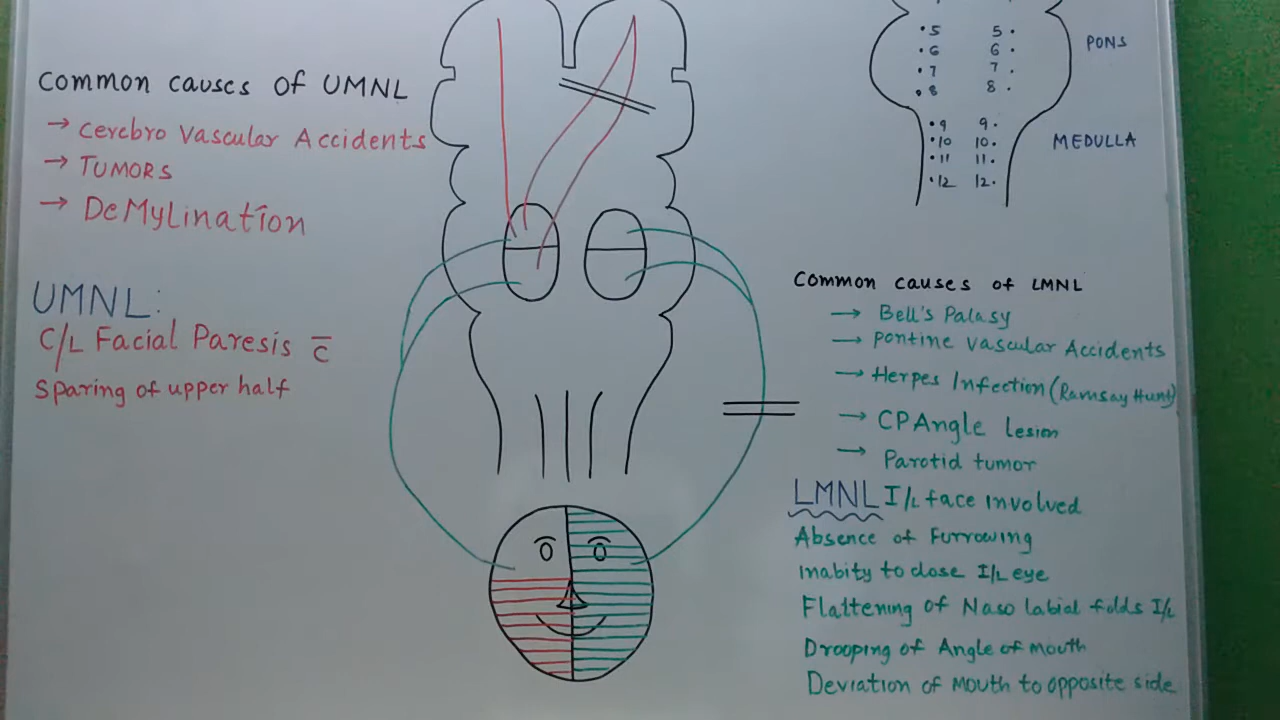 Common causes of UMNL
→ Cerebro Vascular Accidents
→ TUMORS
→ DeMylination
UMNL:
C/L Facial Paresis c̅
Sparing of upper half
5 5
6 6
7 7
8 8
PONS
9 9
10 10
11 11
12 12
MEDULLA
Common causes of LMNL
→ Bell's Palasy
→ Pontine Vascular Accidents
→ Herpes Infection (Ramsay Hunt)
→ CP Angle lesion
→ Parotid tumor
LMNL I/L face involved
Absence of Furrowing
Inabity to close I/L eye
Flattening of Naso labial folds I/L
Drooping of Angle of mouth
Deviation of mouth to opposite side